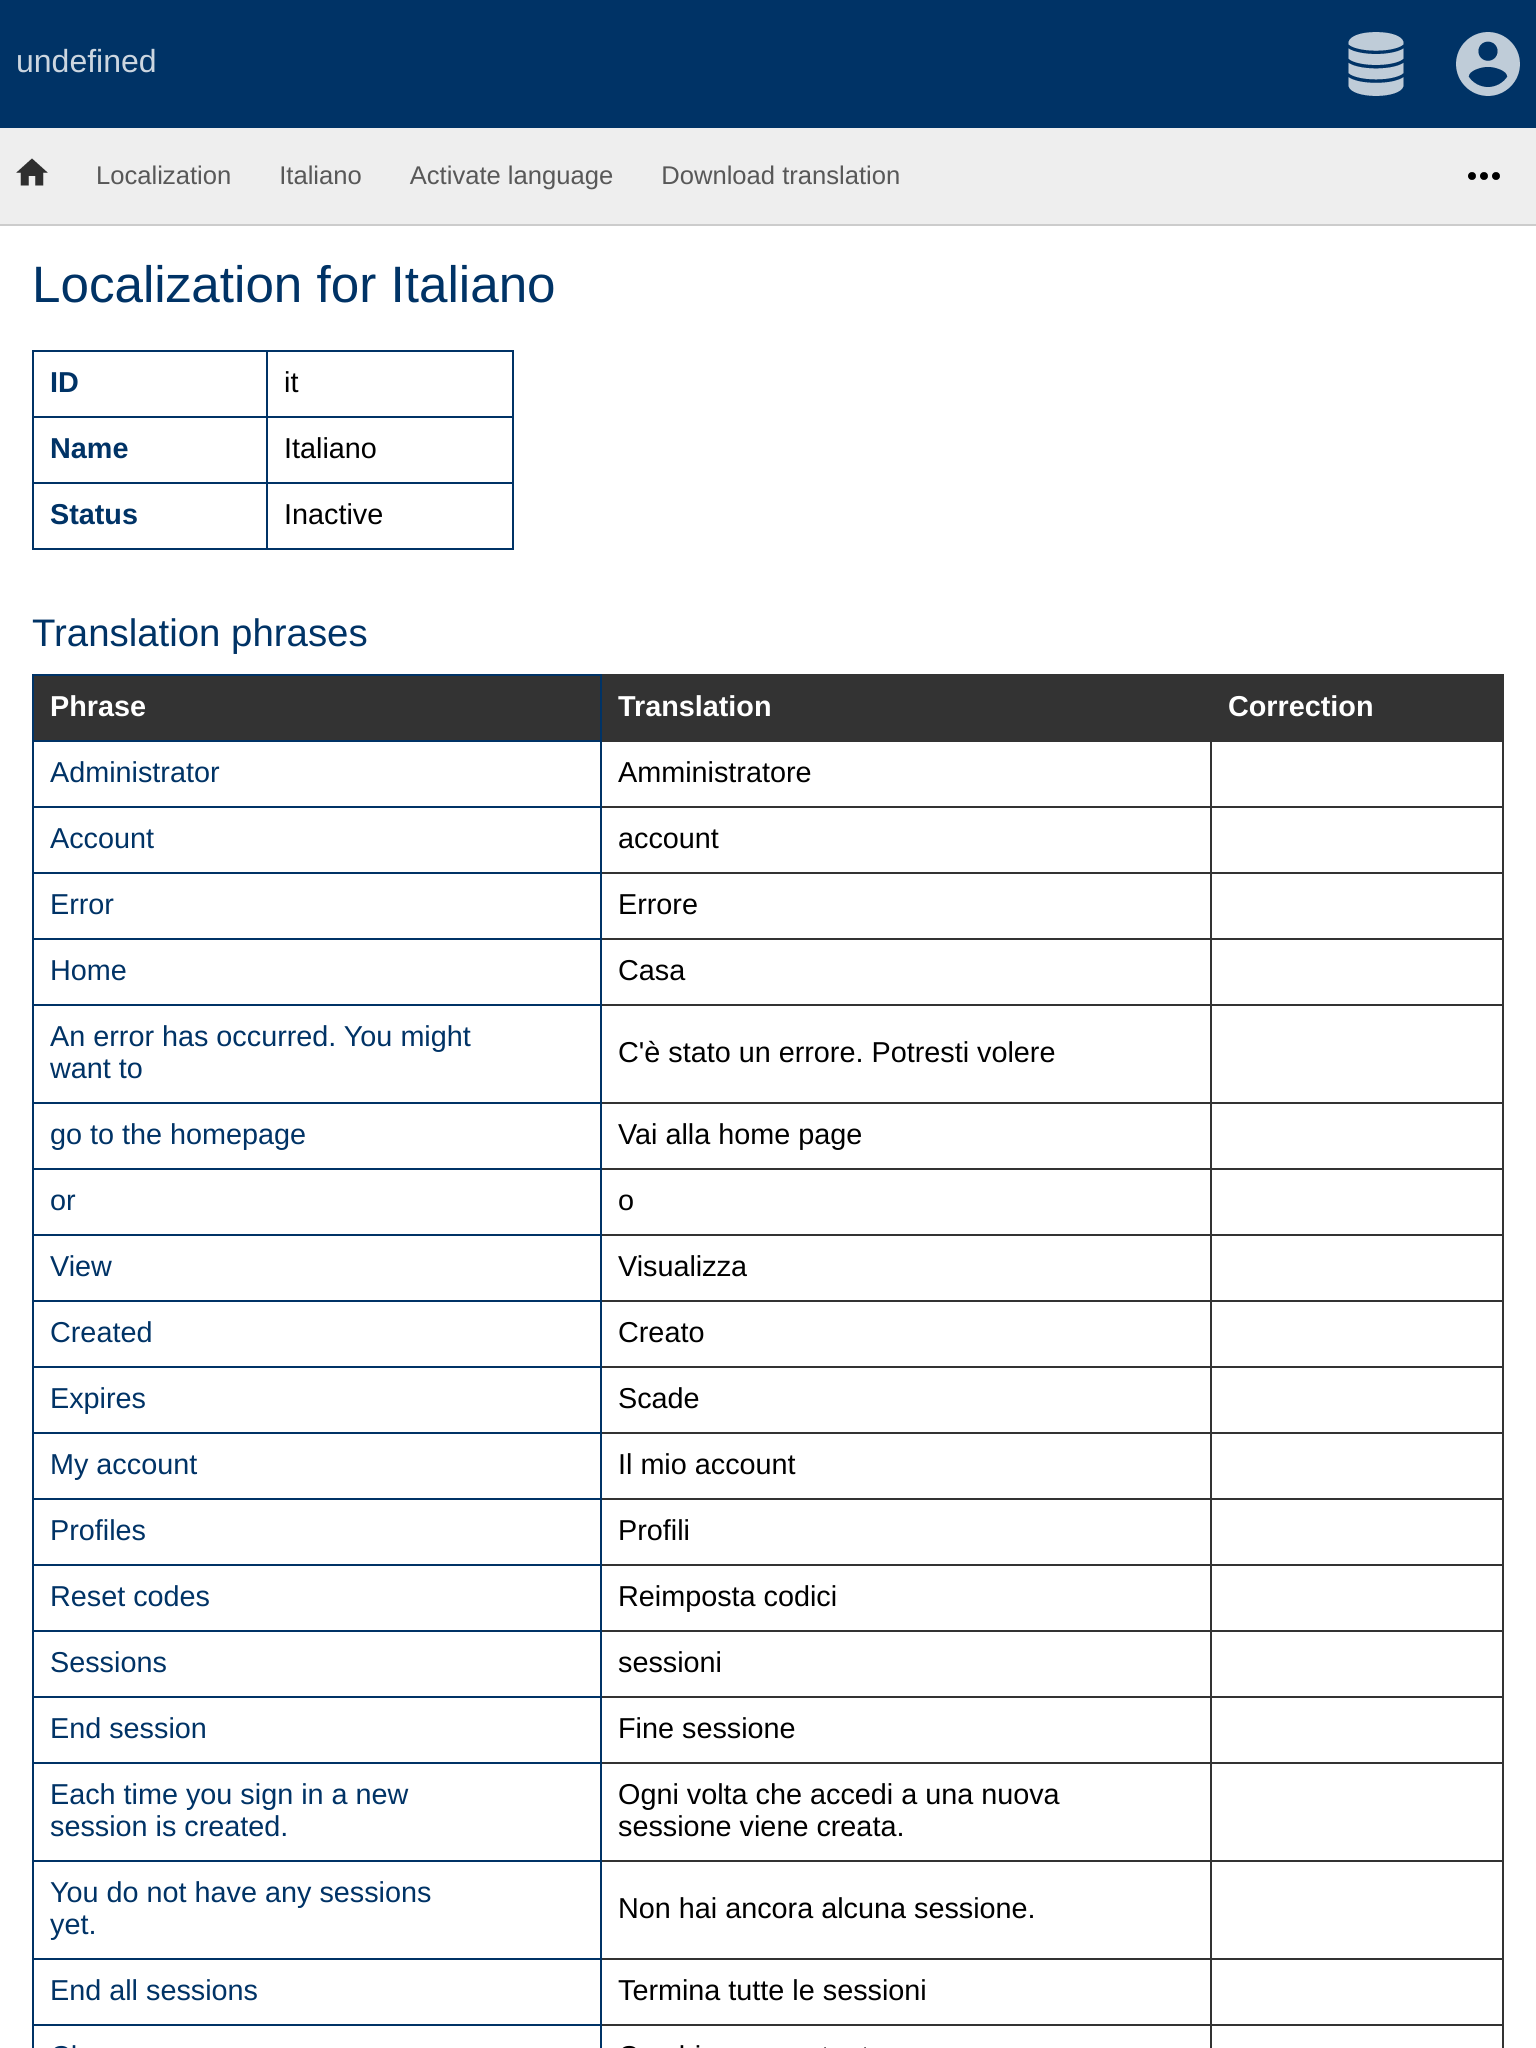 undefined
Localization Italiano Activate language Download translation
Localization for Italiano
ID it
Name Italiano
Status Inactive
Translation phrases
Phrase Translation Correction
Administrator Amministratore
Account account
Error Errore
Home Casa
An error has occurred. You might
want to
C'è stato un errore. Potresti volere
go to the homepage Vai alla home page
or o
View Visualizza
Created Creato
Expires Scade
My account Il mio account
Profiles Profili
Reset codes Reimposta codici
Sessions sessioni
End session Fine sessione
Each time you sign in a new
session is created.
Ogni volta che accedi a una nuova
sessione viene creata.
You do not have any sessions
yet.
Non hai ancora alcuna sessione.
End all sessions Termina tutte le sessioni